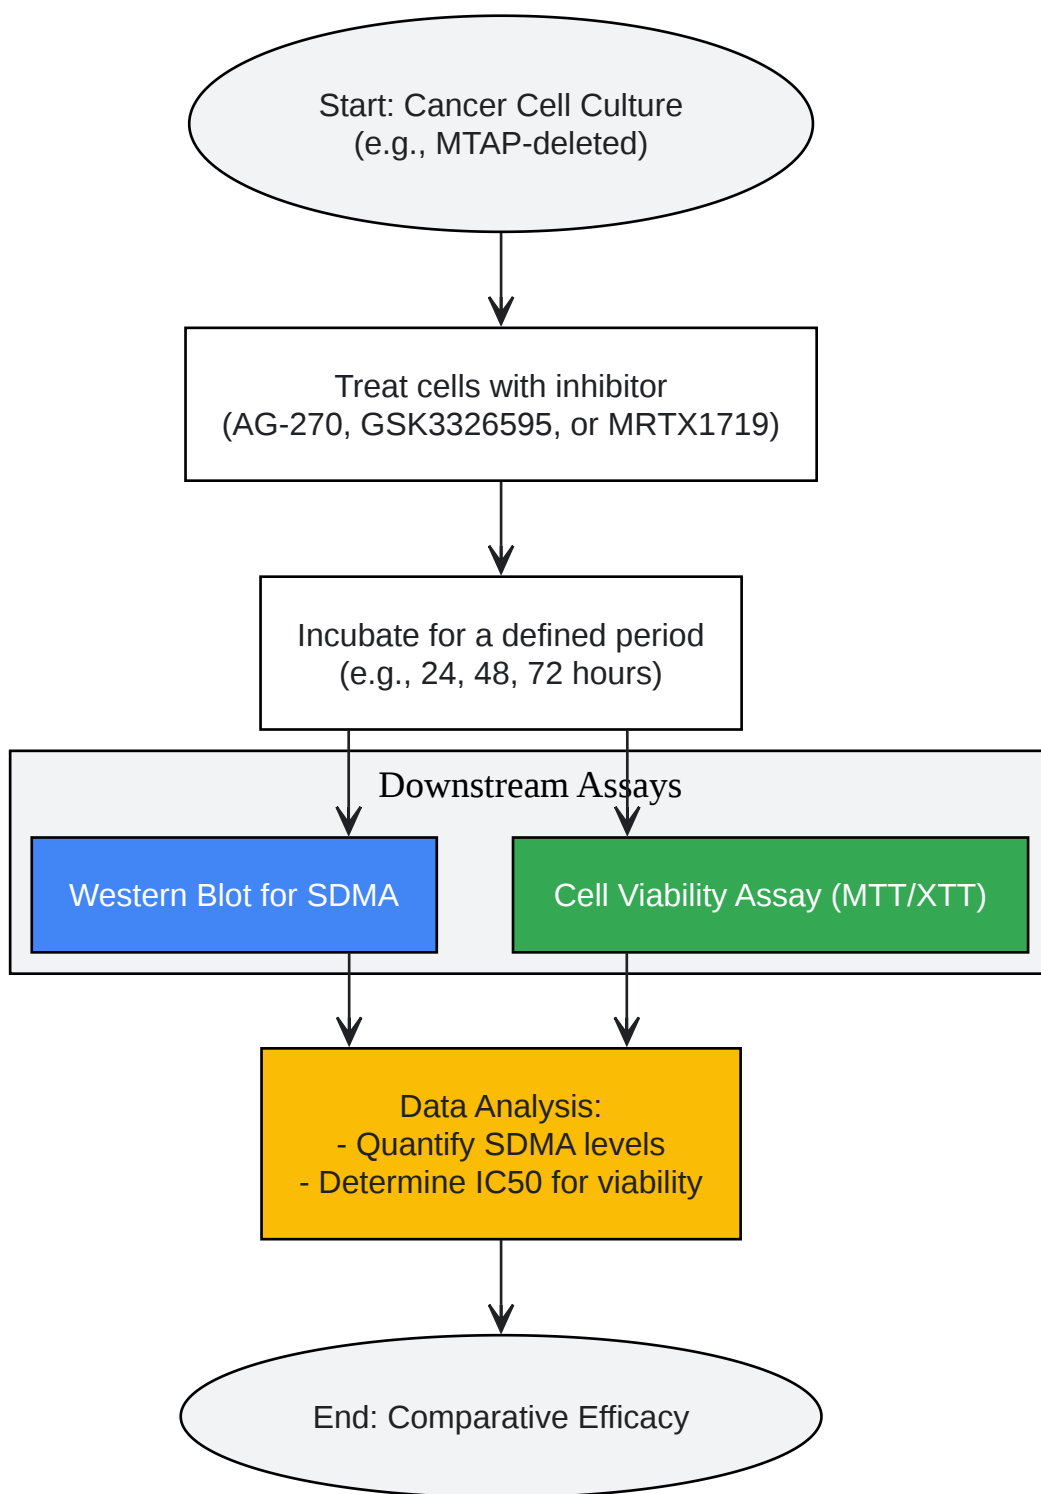 Start: Cancer Cell Culture
(e.g., MTAP-deleted)
Treat cells with inhibitor
(AG-270, GSK3326595, or MRTX1719)
Incubate for a defined period
(e.g., 24, 48, 72 hours)
Downstream Assays
Western Blot for SDMA
Cell Viability Assay (MTT/XTT)
Data Analysis:
- Quantify SDMA levels
- Determine IC50 for viability
End: Comparative Efficacy